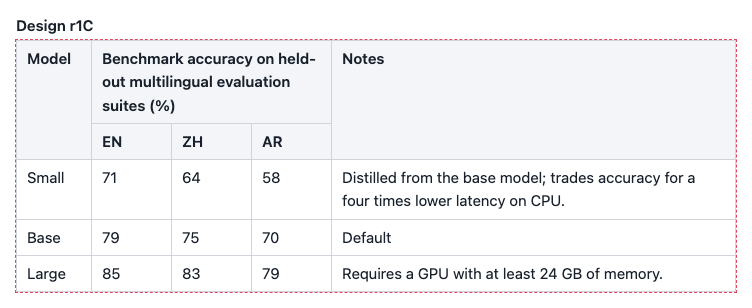 Design r1C
Model
Benchmark accuracy on held-
out multilingual evaluation
suites (%)
Notes
EN ZH AR
Small 71 64 58 Distilled from the base model; trades accuracy for a
four times lower latency on CPU.
Base 79 75 70 Default
Large 85 83 79 Requires a GPU with at least 24 GB of memory.